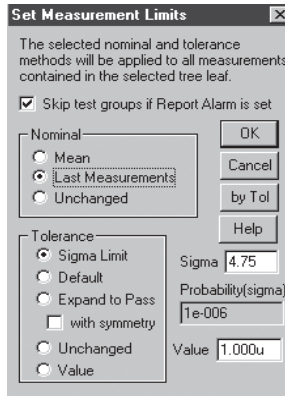 Set Measurement Limits
The selected nominal and tolerance
methods will be applied to all measurements
contained in the selected tree leaf.
Skip test groups if Report Alarm is set
Nominal
Mean
Last Measurements
Unchanged
OK
Cancel
by Tol
Help
Tolerance
Sigma Limit
Default
Expand to Pass
with symmetry
Unchanged
Value
Sigma 4.75
Probability(sigma)
1e-006
Value 1.000u